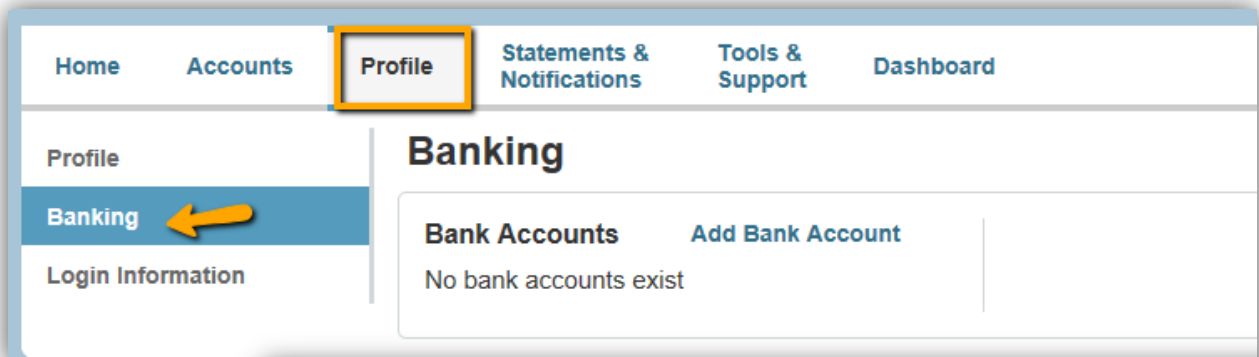 Home Accounts Profile Statements & Notifications Tools & Support Dashboard
Profile
Banking
Login Information
Banking
Bank Accounts Add Bank Account
No bank accounts exist